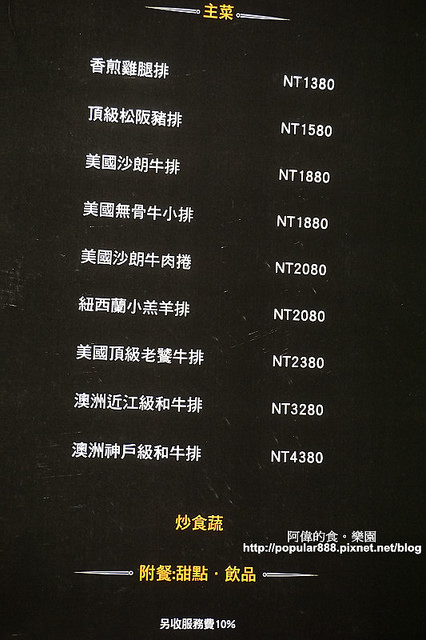 主菜
香煎雞腿排 NT1380
頂級松阪豬排 NT1580
美國沙朗牛排 NT1880
美國無骨牛小排 NT1880
美國沙朗牛肉捲 NT2080
紐西蘭小羔羊排 NT2080
美國頂級老饕牛排 NT2380
澳洲近江級和牛排 NT3280
澳洲神戶級和牛排 NT4380
炒食蔬
阿偉的食。樂園
http://popular888.pixnet.net/blog
附餐:甜點・飲品
另收服務費10%